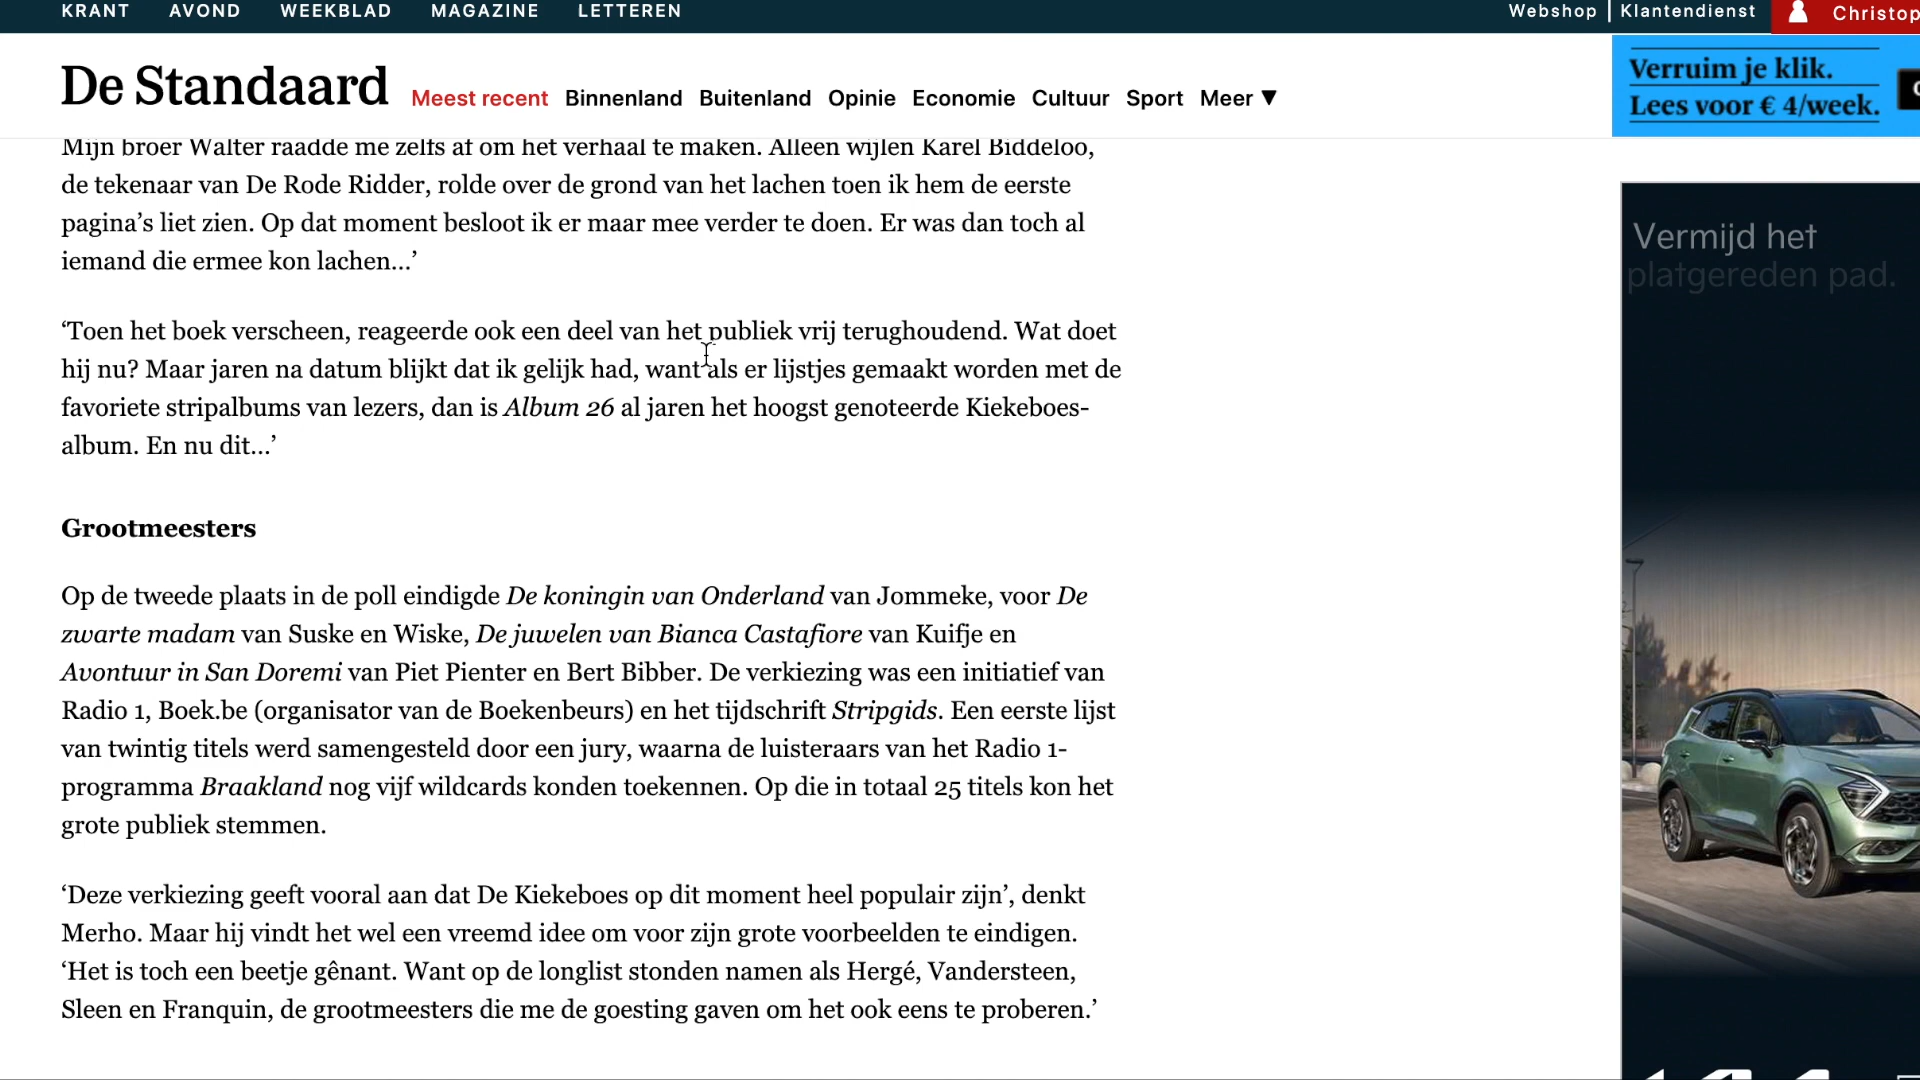 KRANT AVOND WEEKBLAD MAGAZINE LETTEREN Webshop | Klantendienst Christop
De Standaard Meest recent Binnenland Buitenland Opinie Economie Cultuur Sport Meer ▼
Verruim je klik.
Lees voor € 4/week.
Mijn broer Walter raadde me zelfs af om het verhaal te maken. Alleen wijlen Karel Biddeloo,
de tekenaar van De Rode Ridder, rolde over de grond van het lachen toen ik hem de eerste
pagina’s liet zien. Op dat moment besloot ik er maar mee verder te doen. Er was dan toch al
iemand die ermee kon lachen...’
‘Toen het boek verscheen, reageerde ook een deel van het publiek vrij terughoudend. Wat doet
hij nu? Maar jaren na datum blijkt dat ik gelijk had, want als er lijstjes gemaakt worden met de
favoriete stripalbums van lezers, dan is Album 26 al jaren het hoogst genoteerde Kiekeboes-
album. En nu dit...’
Grootmeesters
Op de tweede plaats in de poll eindigde De koningin van Onderland van Jommeke, voor De
zwarte madam van Suske en Wiske, De juwelen van Bianca Castafiore van Kuifje en
Avontuur in San Doremi van Piet Pienter en Bert Bibber. De verkiezing was een initiatief van
Radio 1, Boek.be (organisator van de Boekenbeurs) en het tijdschrift Stripgids. Een eerste lijst
van twintig titels werd samengesteld door een jury, waarna de luisteraars van het Radio 1-
programma Braakland nog vijf wildcards konden toekennen. Op die in totaal 25 titels kon het
grote publiek stemmen.
‘Deze verkiezing geeft vooral aan dat De Kiekeboes op dit moment heel populair zijn’, denkt
Merho. Maar hij vindt het wel een vreemd idee om voor zijn grote voorbeelden te eindigen.
‘Het is toch een beetje gênant. Want op de longlist stonden namen als Hergé, Vandersteen,
Sleen en Franquin, de grootmeesters die me de goesting gaven om het ook eens te proberen.’
Vermijd het
platgereden pad.